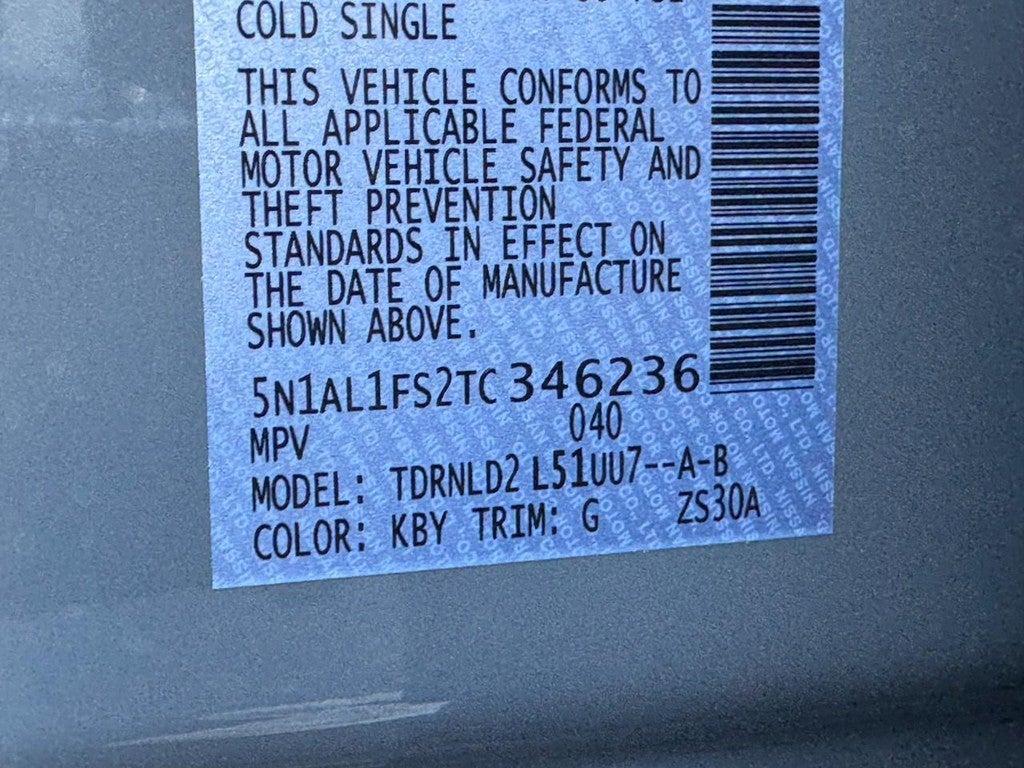 COLD SINGLE
THIS VEHICLE CONFORMS TO
ALL APPLICABLE FEDERAL
MOTOR VEHICLE SAFETY AND
THEFT PREVENTION
STANDARDS IN EFFECT ON
THE DATE OF MANUFACTURE
SHOWN ABOVE.
5N1AL1FS2TC346236
MPV 040
MODEL: TDRNLD2 L51UU7--A-B
COLOR: KBY TRIM: G ZS30A